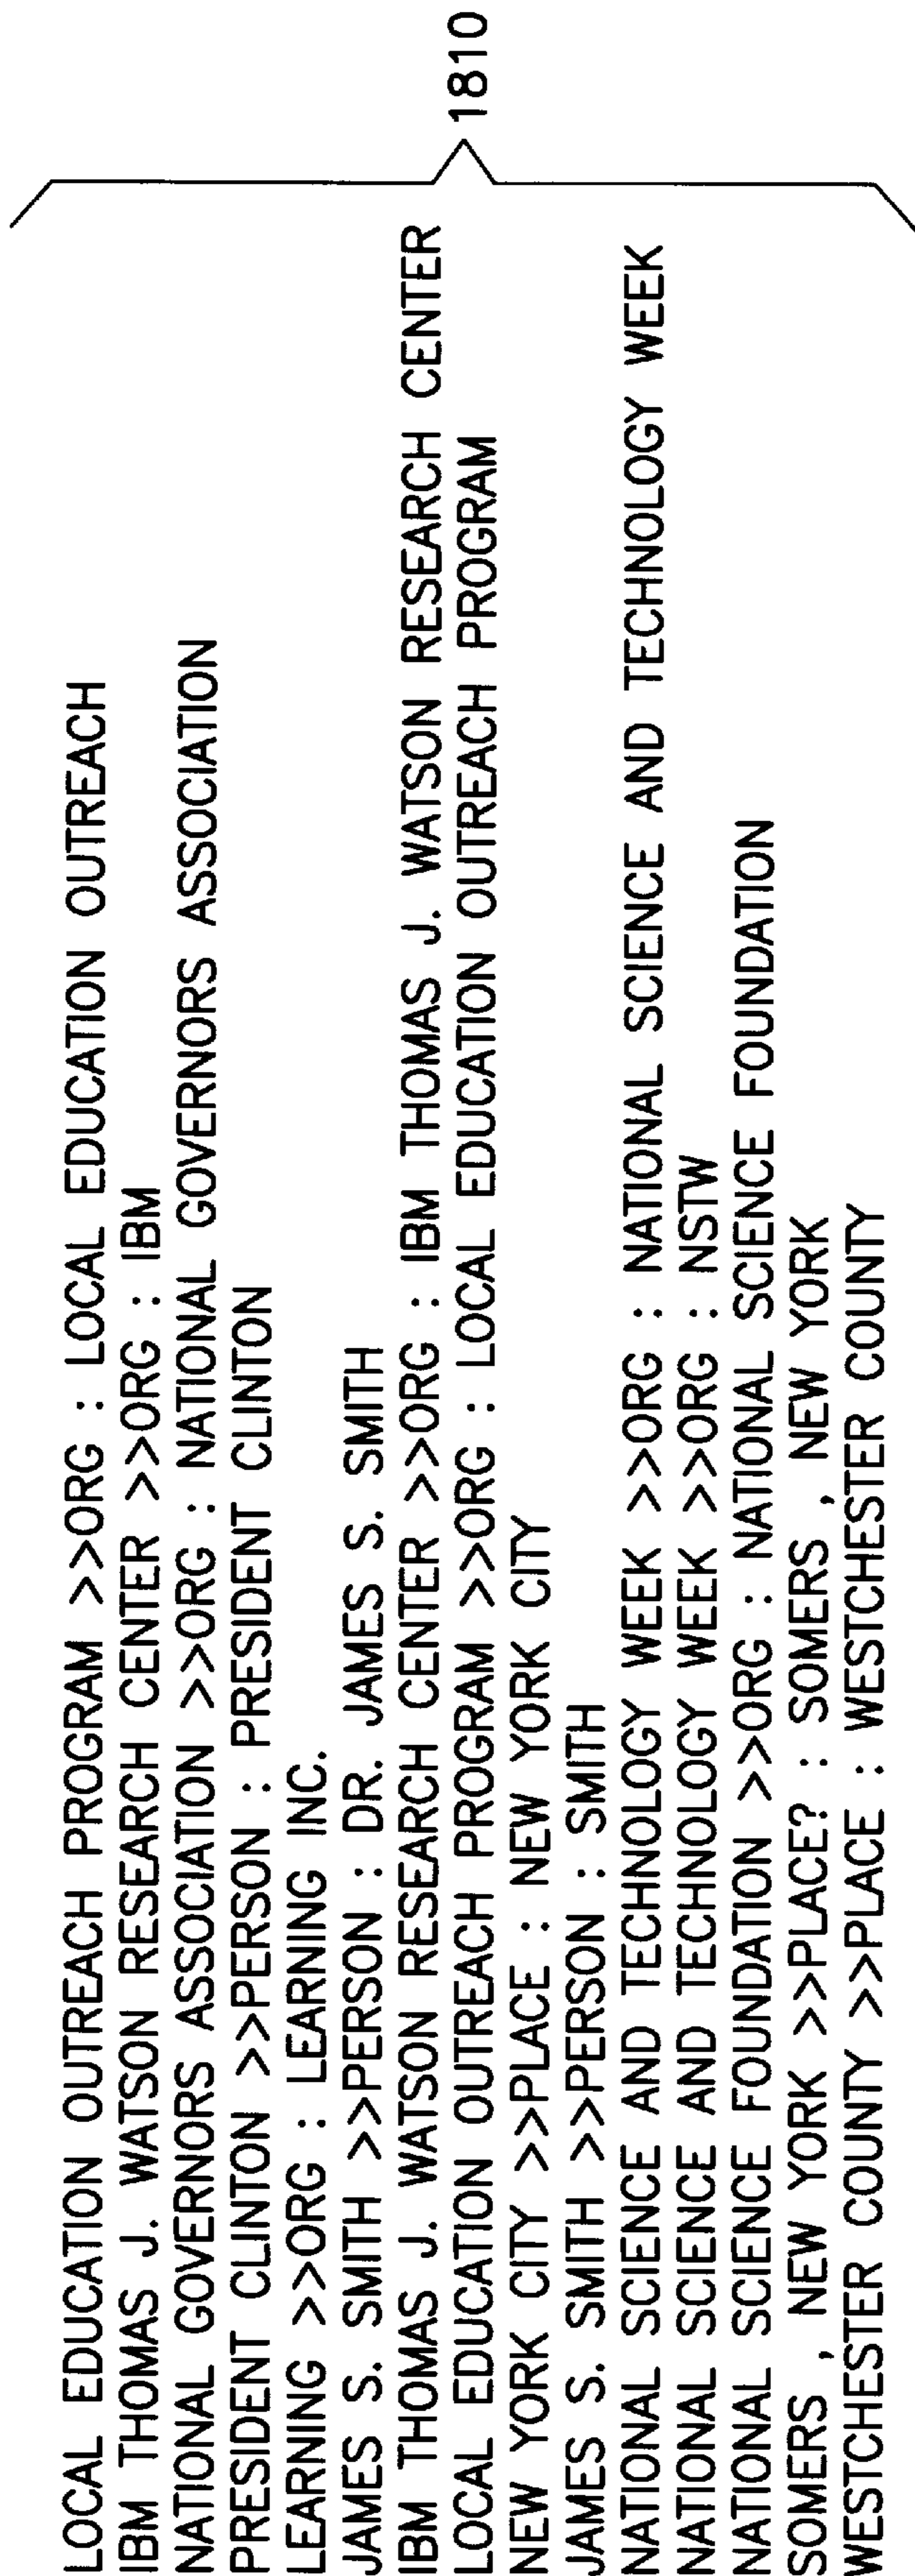 LOCAL EDUCATION OUTREACH PROGRAM >>ORG : LOCAL EDUCATION OUTREACH
IBM THOMAS J. WATSON RESEARCH CENTER >>ORG : IBM
NATIONAL GOVERNORS ASSOCIATION >>ORG : NATIONAL GOVERNORS ASSOCIATION
PRESIDENT CLINTON >>PERSON : PRESIDENT CLINTON
LEARNING >>ORG : LEARNING INC.
JAMES S. SMITH >>PERSON : DR. JAMES S. SMITH
IBM THOMAS J. WATSON RESEARCH CENTER >>ORG : IBM THOMAS J. WATSON RESEARCH CENTER
LOCAL EDUCATION OUTREACH PROGRAM >>ORG : LOCAL EDUCATION OUTREACH PROGRAM
NEW YORK CITY >>PLACE : NEW YORK CITY
JAMES S. SMITH >>PERSON : SMITH
NATIONAL SCIENCE AND TECHNOLOGY WEEK >>ORG : NATIONAL SCIENCE AND TECHNOLOGY WEEK
NATIONAL SCIENCE AND TECHNOLOGY WEEK >>ORG : NSTW
NATIONAL SCIENCE FOUNDATION >>ORG : NATIONAL SCIENCE FOUNDATION
SOMERS , NEW YORK >>PLACE? : SOMERS , NEW YORK
WESTCHESTER COUNTY >>PLACE : WESTCHESTER COUNTY
1810